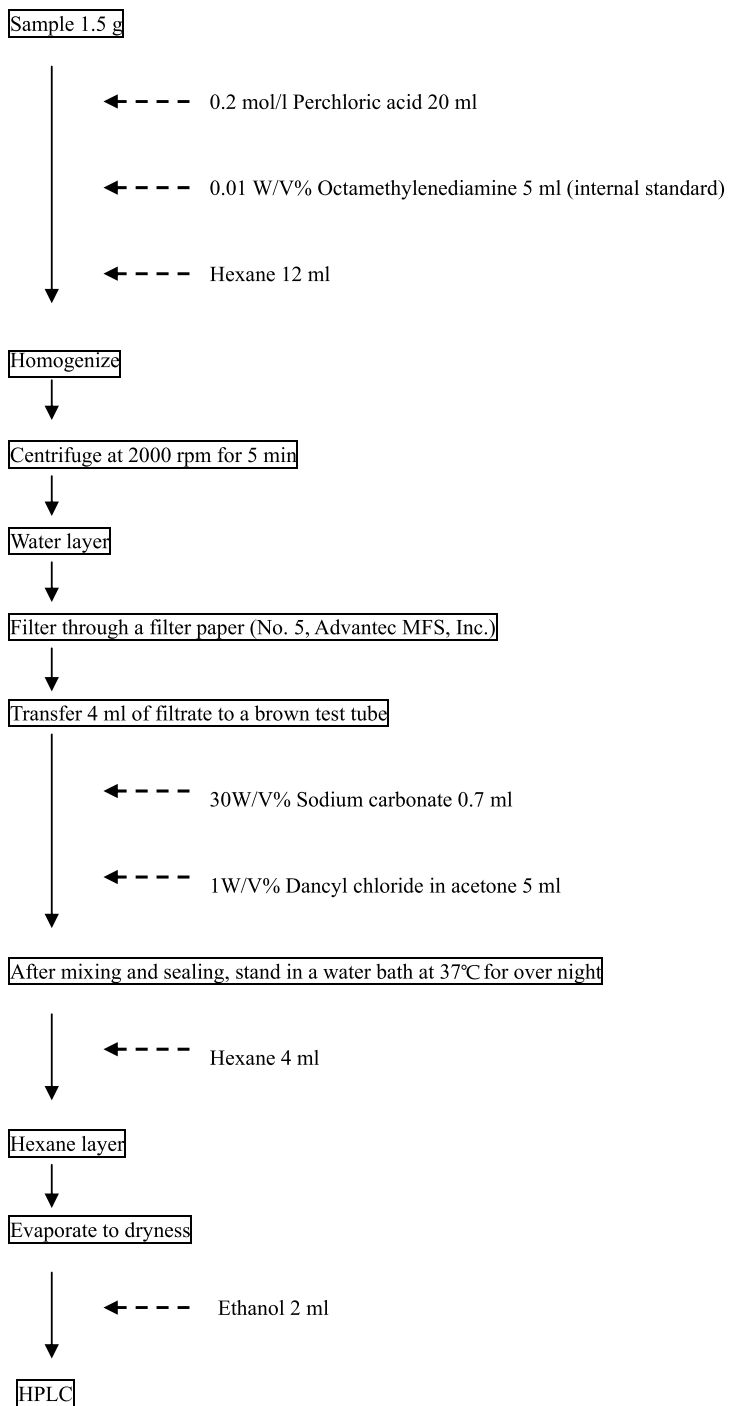 Sample 1.5 g
0.2 mol/l Perchloric acid 20 ml
0.01 W/V% Octamethylenediamine 5 ml (internal standard)
Hexane 12 ml
Homogenize
Centrifuge at 2000 rpm for 5 min
Water layer
Filter through a filter paper (No. 5, Advantec MFS, Inc.)
Transfer 4 ml of filtrate to a brown test tube
30W/V% Sodium carbonate 0.7 ml
1W/V% Dancyl chloride in acetone 5 ml
After mixing and sealing, stand in a water bath at 37℃ for over night
Hexane 4 ml
Hexane layer
Evaporate to dryness
Ethanol 2 ml
HPLC